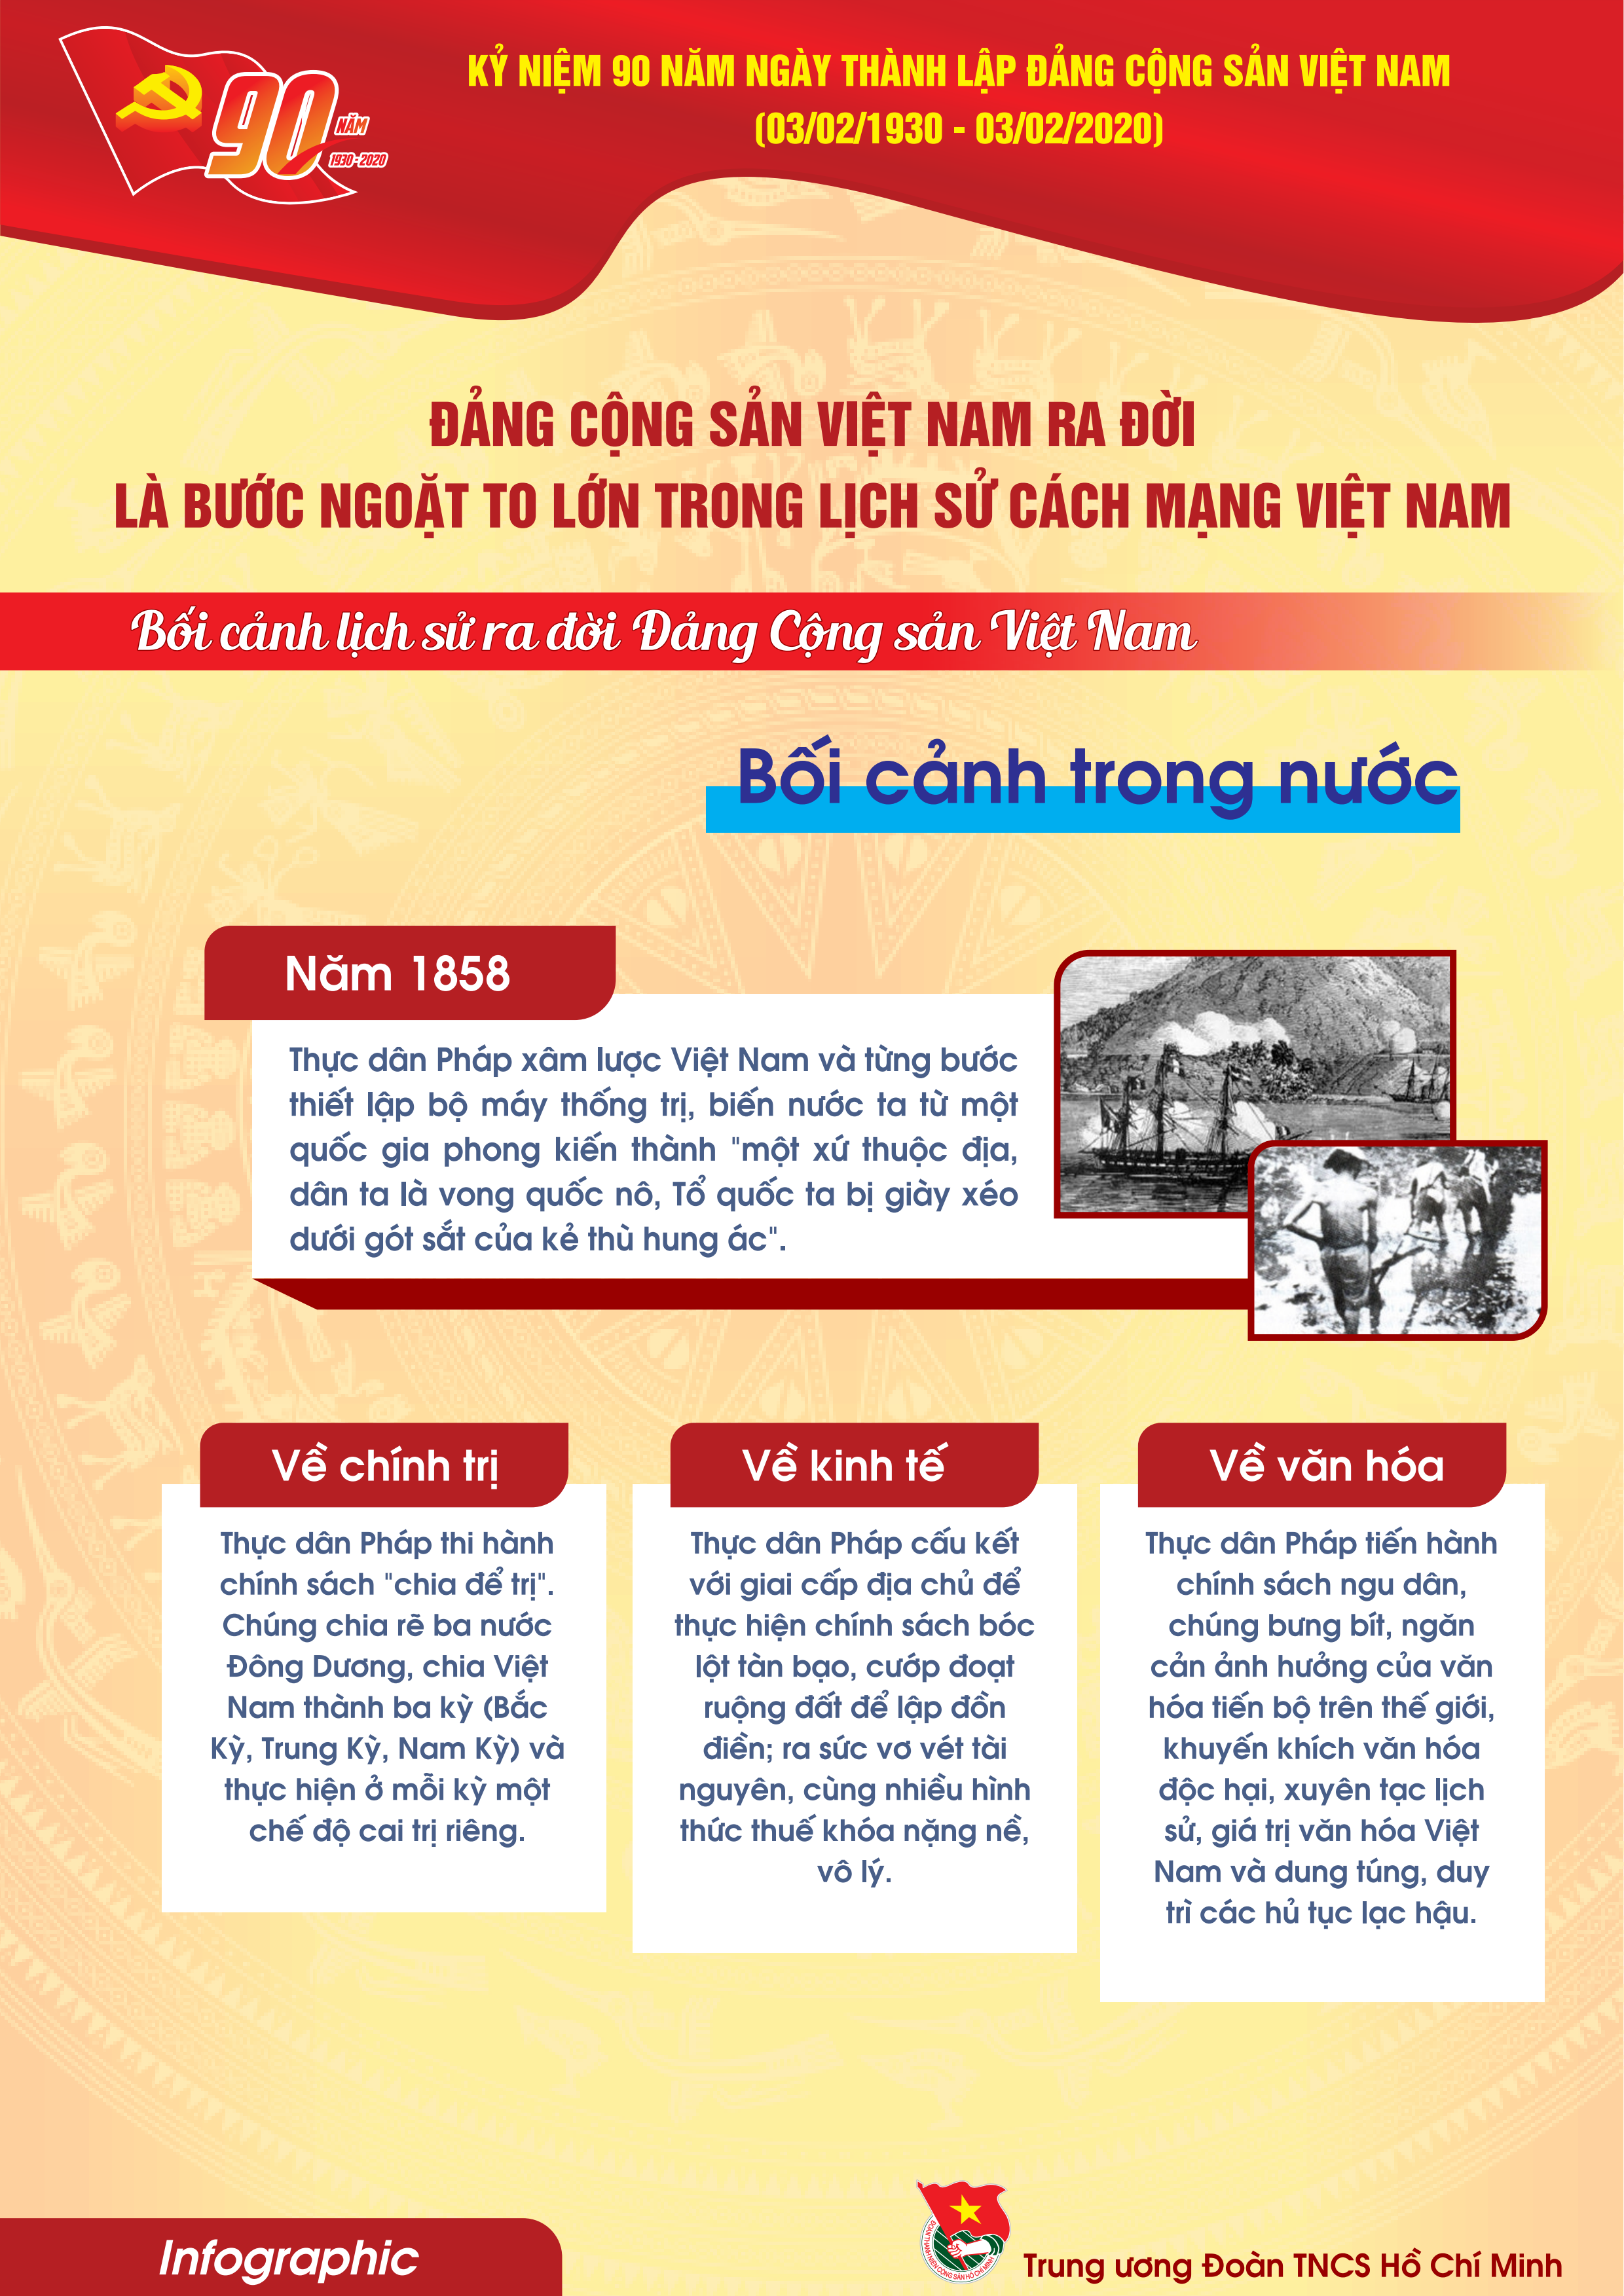 KỶ NIỆM 90 NĂM NGÀY THÀNH LẬP ĐẢNG CỘNG SẢN VIỆT NAM
(03/02/1930 - 03/02/2020)
90
NĂM
1930-2020
ĐẢNG CỘNG SẢN VIỆT NAM RA ĐỜI
LÀ BƯỚC NGOẶT TO LỚN TRONG LỊCH SỬ CÁCH MẠNG VIỆT NAM
Bối cảnh lịch sử ra đời Đảng Cộng sản Việt Nam
Bối cảnh trong nước
Năm 1858
Thực dân Pháp xâm lược Việt Nam và từng bước
thiết lập bộ máy thống trị, biến nước ta từ một
quốc gia phong kiến thành "một xứ thuộc địa,
dân ta là vong quốc nô, Tổ quốc ta bị giày xéo
dưới gót sắt của kẻ thù hung ác".
Về chính trị
Thực dân Pháp thi hành
chính sách "chia để trị".
Chúng chia rẽ ba nước
Đông Dương, chia Việt
Nam thành ba kỳ (Bắc
Kỳ, Trung Kỳ, Nam Kỳ) và
thực hiện ở mỗi kỳ một
chế độ cai trị riêng.
Về kinh tế
Thực dân Pháp cấu kết
với giai cấp địa chủ để
thực hiện chính sách bóc
lột tàn bạo, cướp đoạt
ruộng đất để lập đồn
điền; ra sức vơ vét tài
nguyên, cùng nhiều hình
thức thuế khóa nặng nề,
vô lý.
Về văn hóa
Thực dân Pháp tiến hành
chính sách ngu dân,
chúng bưng bít, ngăn
cản ảnh hưởng của văn
hóa tiến bộ trên thế giới,
khuyến khích văn hóa
độc hại, xuyên tạc lịch
sử, giá trị văn hóa Việt
Nam và dung túng, duy
trì các hủ tục lạc hậu.
Infographic
ĐOÀN THANH NIÊN CỘNG SẢN HỒ CHÍ MINH
Trung ương Đoàn TNCS Hồ Chí Minh